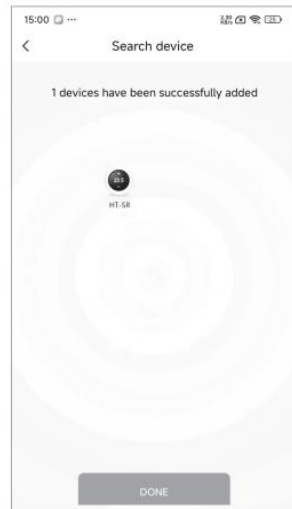 15:00
Search device
1 devices have been successfully added
HT-SR
DONE